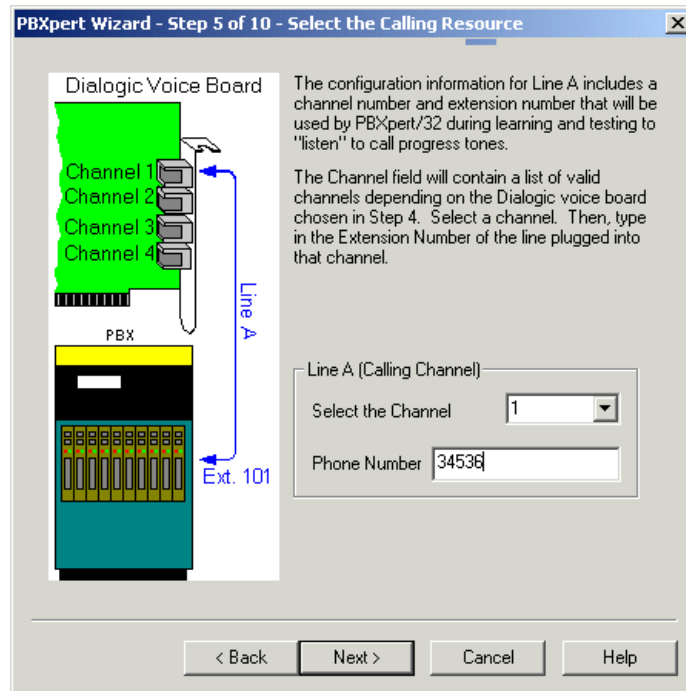 PBXpert Wizard - Step 5 of 10 - Select the Calling Resource
Dialogic Voice Board
Channel 1
Channel 2
Channel 3
Channel 4
Line A
PBX
Ext. 101
The configuration information for Line A includes a
channel number and extension number that will be
used by PBXpert/32 during learning and testing to
"listen" to call progress tones.
The Channel field will contain a list of valid
channels depending on the Dialogic voice board
chosen in Step 4. Select a channel. Then, type
in the Extension Number of the line plugged into
that channel.
Line A (Calling Channel)
Select the Channel 1
Phone Number 34536
< Back Next > Cancel Help